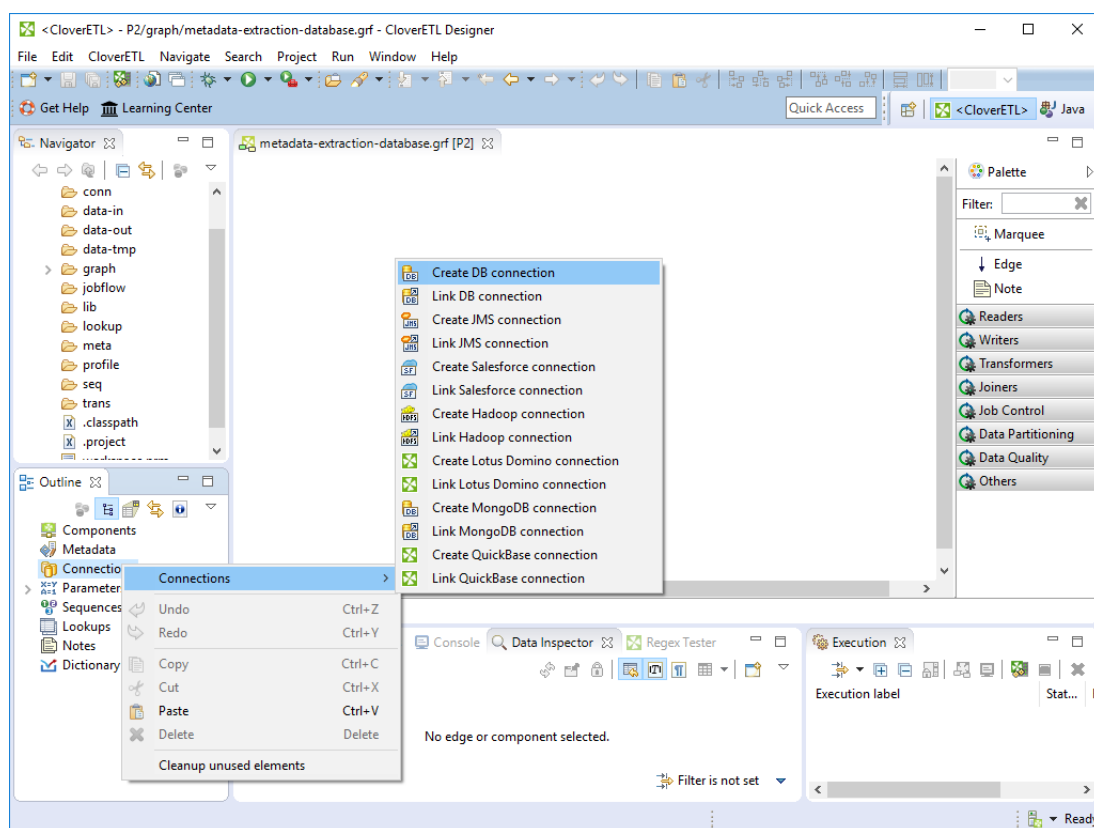 <CloverETL> - P2/graph/metadata-extraction-database.grf - CloverETL Designer
File Edit CloverETL Navigate Search Project Run Window Help
Get Help Learning Center
Quick Access
<CloverETL> Java
Navigator
conn
data-in
data-out
data-tmp
graph
jobflow
lib
lookup
meta
profile
seq
trans
.classpath
.project
metadata-extraction-database.grf [P2]
Palette
Filter:
Marquee
Edge
Note
Readers
Writers
Transformers
Joiners
Job Control
Data Partitioning
Data Quality
Others
Create DB connection
Link DB connection
Create JMS connection
Link JMS connection
Create Salesforce connection
Link Salesforce connection
Create Hadoop connection
Link Hadoop connection
Create Lotus Domino connection
Link Lotus Domino connection
Create MongoDB connection
Link MongoDB connection
Create QuickBase connection
Link QuickBase connection
Outline
Components
Metadata
Connectio
Parameter
Sequences
Lookups
Notes
Dictionary
Connections
Undo Ctrl+Z
Redo Ctrl+Y
Copy Ctrl+C
Cut Ctrl+X
Paste Ctrl+V
Delete Delete
Cleanup unused elements
Console Data Inspector Regex Tester
No edge or component selected.
Filter is not set
Execution
Execution label Stat...
Ready